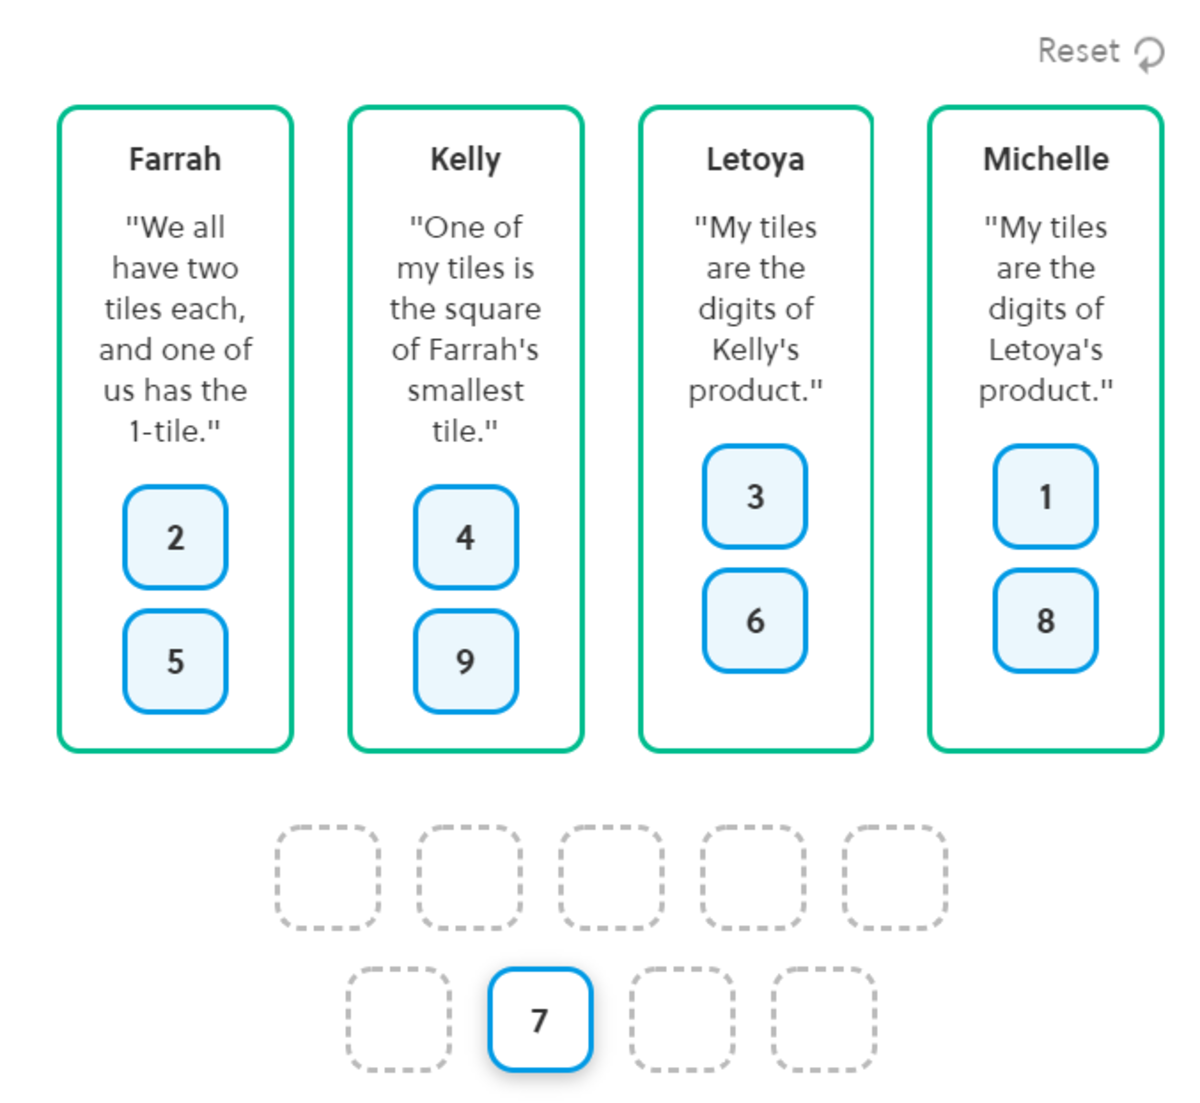 Reset
Farrah
"We all
have two
tiles each,
and one of
us has the
1-tile."
2
5
Kelly
"One of
my tiles is
the square
of Farrah's
smallest
tile."
4
9
Letoya
"My tiles
are the
digits of
Kelly's
product."
3
6
Michelle
"My tiles
are the
digits of
Letoya's
product."
1
8
7